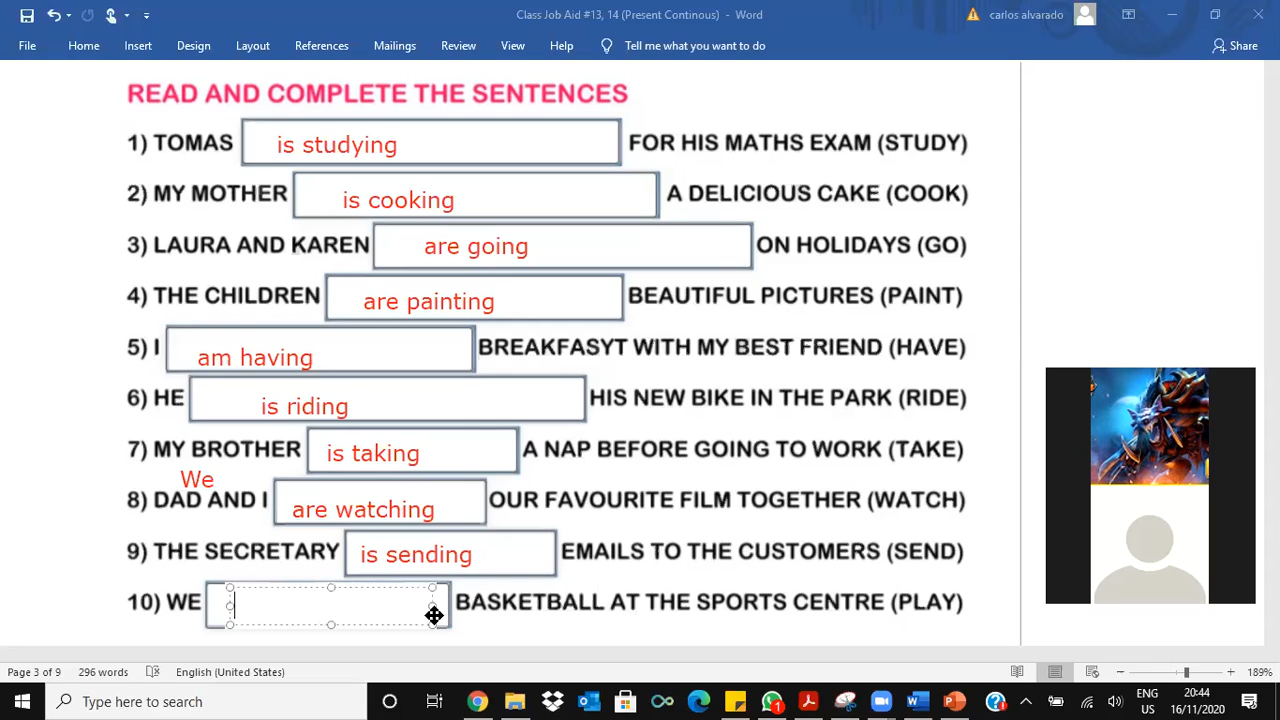 Class Job Aid #13, 14 (Present Continous) - Word
carlos alvarado
File Home Insert Design Layout References Mailings Review View Help Tell me what you want to do Share
READ AND COMPLETE THE SENTENCES
1) TOMAS is studying FOR HIS MATHS EXAM (STUDY)
2) MY MOTHER is cooking A DELICIOUS CAKE (COOK)
3) LAURA AND KAREN are going ON HOLIDAYS (GO)
4) THE CHILDREN are painting BEAUTIFUL PICTURES (PAINT)
5) I am having BREAKFASYT WITH MY BEST FRIEND (HAVE)
6) HE is riding HIS NEW BIKE IN THE PARK (RIDE)
7) MY BROTHER is taking A NAP BEFORE GOING TO WORK (TAKE)
We
8) DAD AND I are watching OUR FAVOURITE FILM TOGETHER (WATCH)
9) THE SECRETARY is sending EMAILS TO THE CUSTOMERS (SEND)
10) WE BASKETBALL AT THE SPORTS CENTRE (PLAY)
Page 3 of 9 296 words English (United States) 189%
Type here to search
ENG 20:44
US 16/11/2020